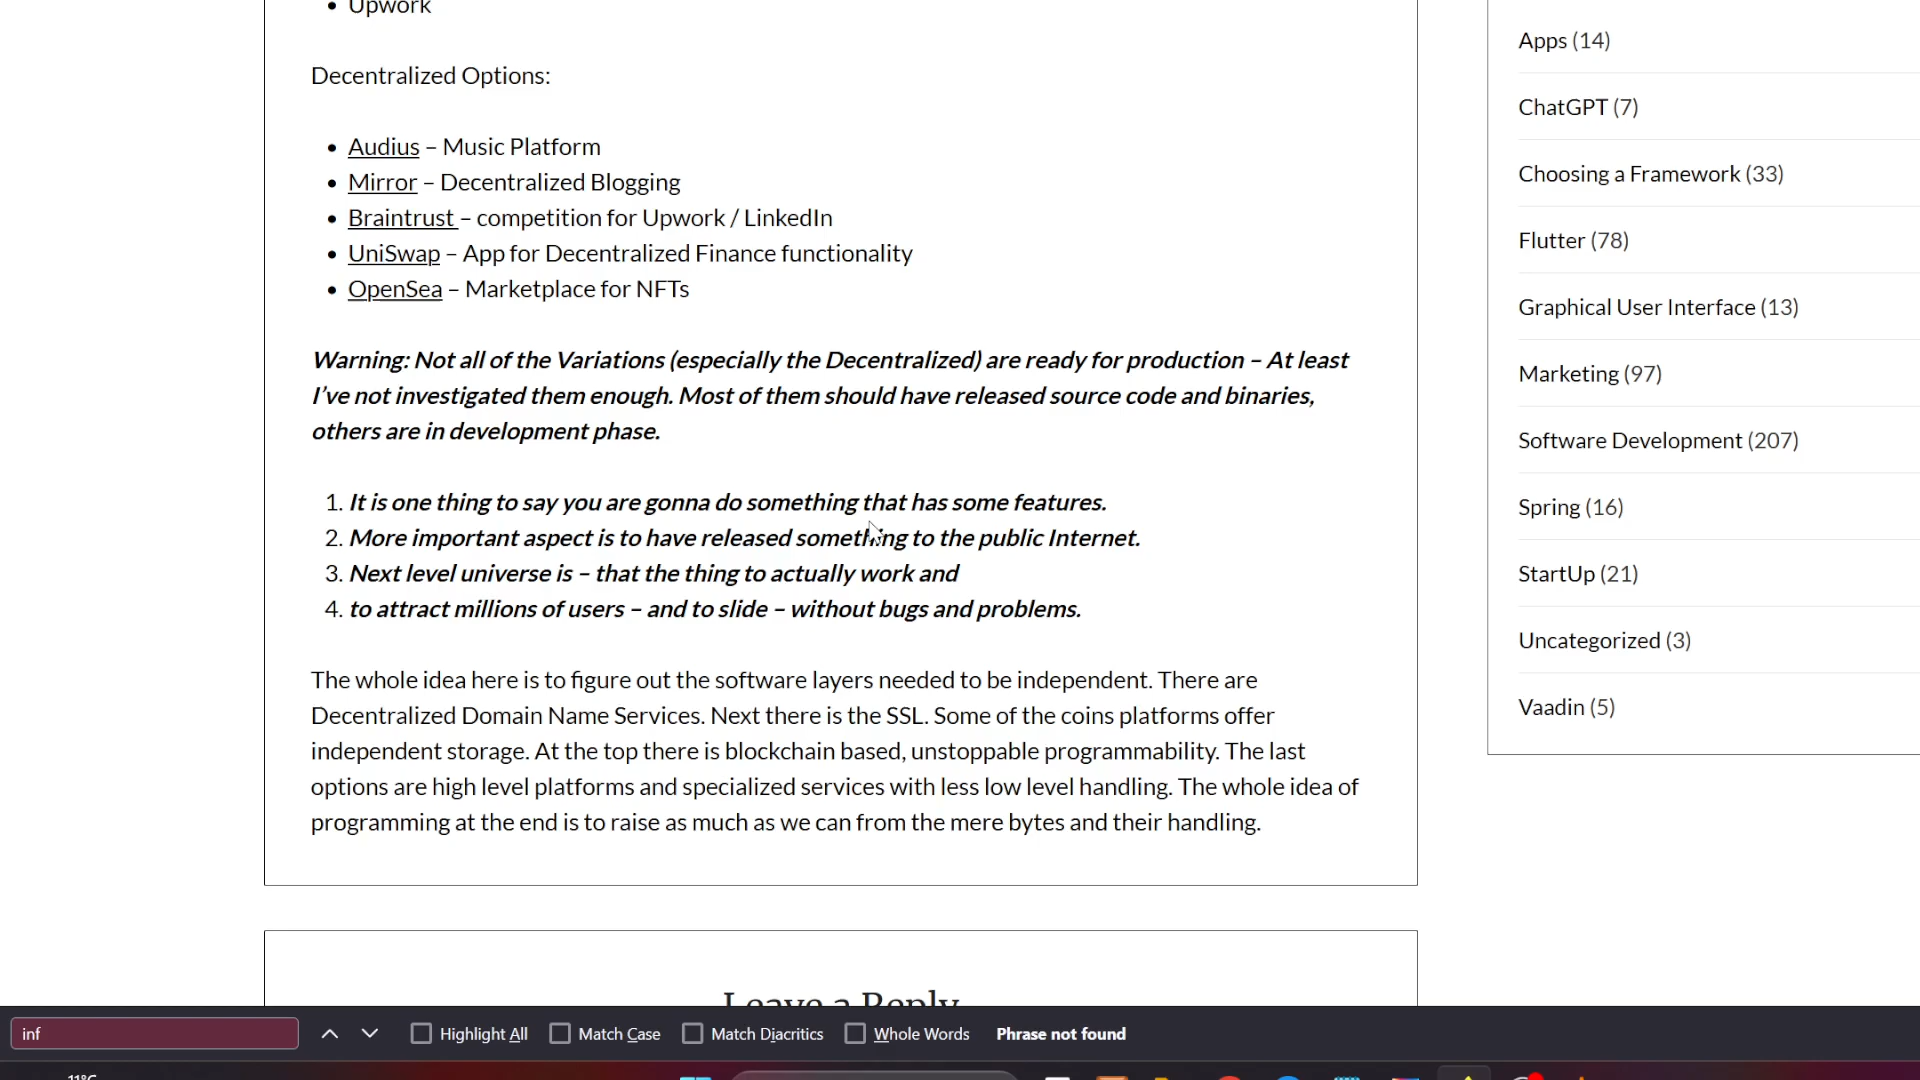 • Upwork
Decentralized Options:
• Audius – Music Platform
• Mirror – Decentralized Blogging
• Braintrust – competition for Upwork / LinkedIn
• UniSwap – App for Decentralized Finance functionality
• OpenSea – Marketplace for NFTs
Warning: Not all of the Variations (especially the Decentralized) are ready for production – At least
I’ve not investigated them enough. Most of them should have released source code and binaries,
others are in development phase.
1. It is one thing to say you are gonna do something that has some features.
2. More important aspect is to have released something to the public Internet.
3. Next level universe is – that the thing to actually work and
4. to attract millions of users – and to slide – without bugs and problems.
The whole idea here is to figure out the software layers needed to be independent. There are
Decentralized Domain Name Services. Next there is the SSL. Some of the coins platforms offer
independent storage. At the top there is blockchain based, unstoppable programmability. The last
options are high level platforms and specialized services with less low level handling. The whole idea of
programming at the end is to raise as much as we can from the mere bytes and their handling.
Leave a Reply
Apps (14)
ChatGPT (7)
Choosing a Framework (33)
Flutter (78)
Graphical User Interface (13)
Marketing (97)
Software Development (207)
Spring (16)
StartUp (21)
Uncategorized (3)
Vaadin (5)
inf
Highlight All
Match Case
Match Diacritics
Whole Words
Phrase not found
11°C